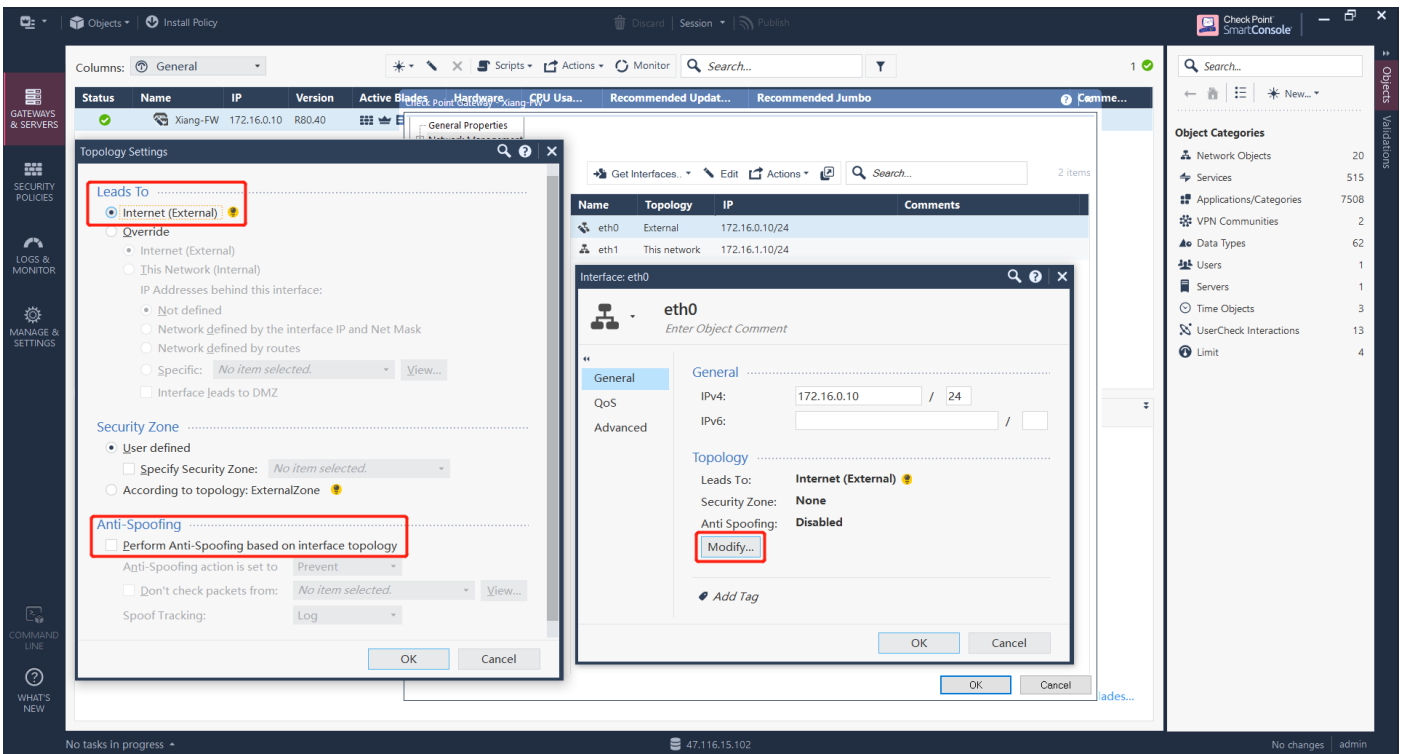 Objects
Install Policy
Discard
Session
Publish
Check Point
SmartConsole
GATEWAYS
& SERVERS
SECURITY
POLICIES
LOGS &
MONITOR
MANAGE &
SETTINGS
COMMAND
LINE
WHAT'S
NEW
Columns:
General
Scripts
Actions
Monitor
Search...
1
Status
Name
IP
Version
Active Blades
Hardware
CPU Usa...
Recommended Updat...
Recommended Jumbo
Comme...
Xiang-FW
172.16.0.10
R80.40
Check Point Gateway - Xiang-FW
General Properties
Network Management
Get Interfaces..
Edit
Actions
Search...
2 items
Name
Topology
IP
Comments
eth0
External
172.16.0.10/24
eth1
This network
172.16.1.10/24
Topology Settings
Leads To
Internet (External)
Override
Internet (External)
This Network (Internal)
IP Addresses behind this interface:
Not defined
Network defined by the interface IP and Net Mask
Network defined by routes
Specific:
No item selected.
View...
Interface leads to DMZ
Security Zone
User defined
Specify Security Zone:
No item selected.
According to topology: ExternalZone
Anti-Spoofing
Perform Anti-Spoofing based on interface topology
Anti-Spoofing action is set to
Prevent
Don't check packets from:
No item selected.
View...
Spoof Tracking:
Log
OK
Cancel
Interface: eth0
eth0
Enter Object Comment
General
QoS
Advanced
General
IPv4:
172.16.0.10
/
24
IPv6:
/
Topology
Leads To:
Internet (External)
Security Zone:
None
Anti Spoofing:
Disabled
Modify...
Add Tag
OK
Cancel
OK
Cancel
lades...
Search...
New...
Object Categories
Network Objects
20
Services
515
Applications/Categories
7508
VPN Communities
2
Data Types
62
Users
1
Servers
1
Time Objects
3
UserCheck Interactions
13
Limit
4
Objects
Validations
No tasks in progress
47.116.15.102
No changes
admin